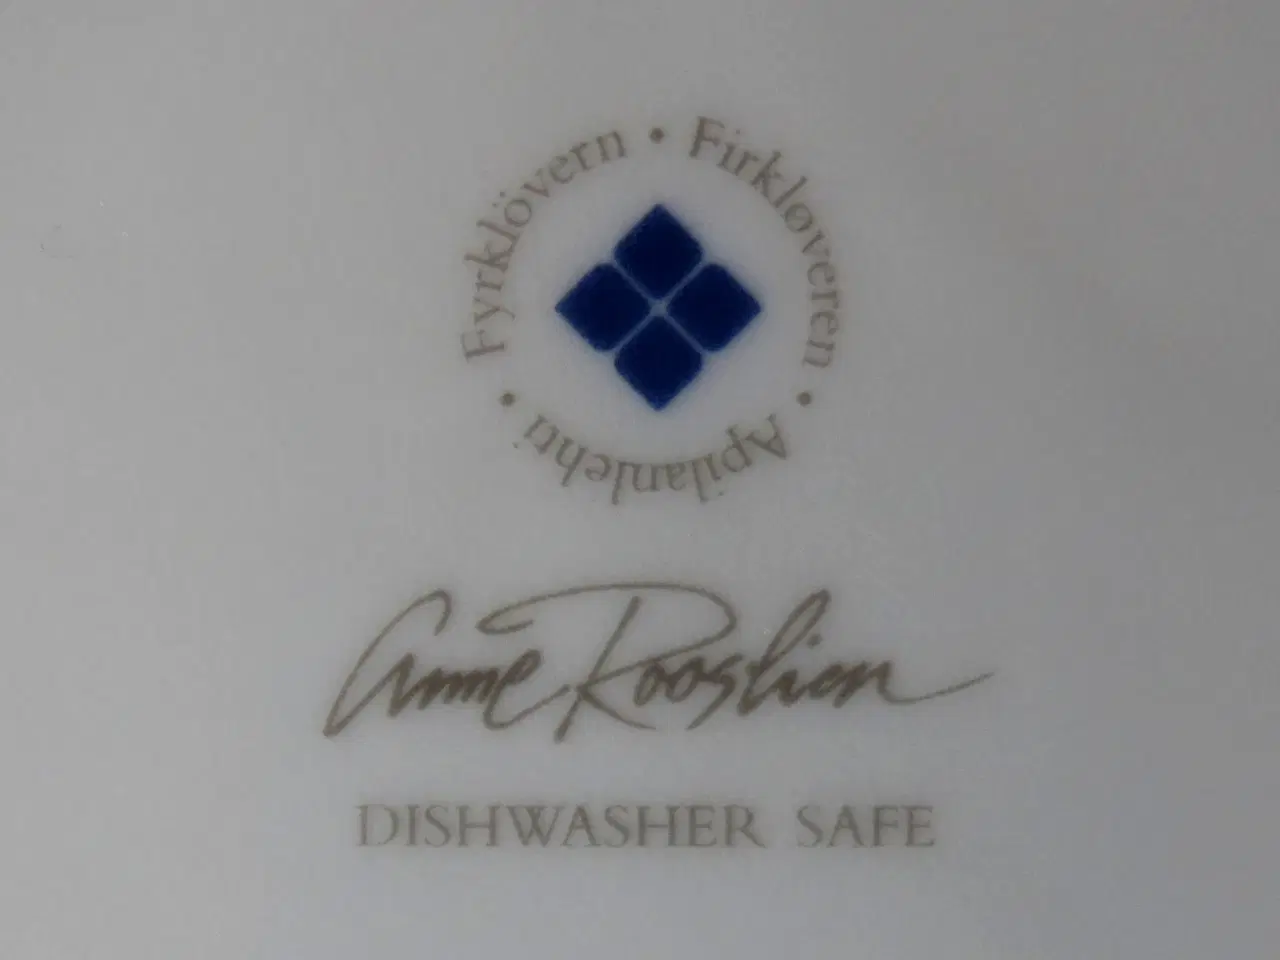 Fyrklövern • Firkløveren • Apilanlehti •
Anne Rooslien
DISHWASHER SAFE